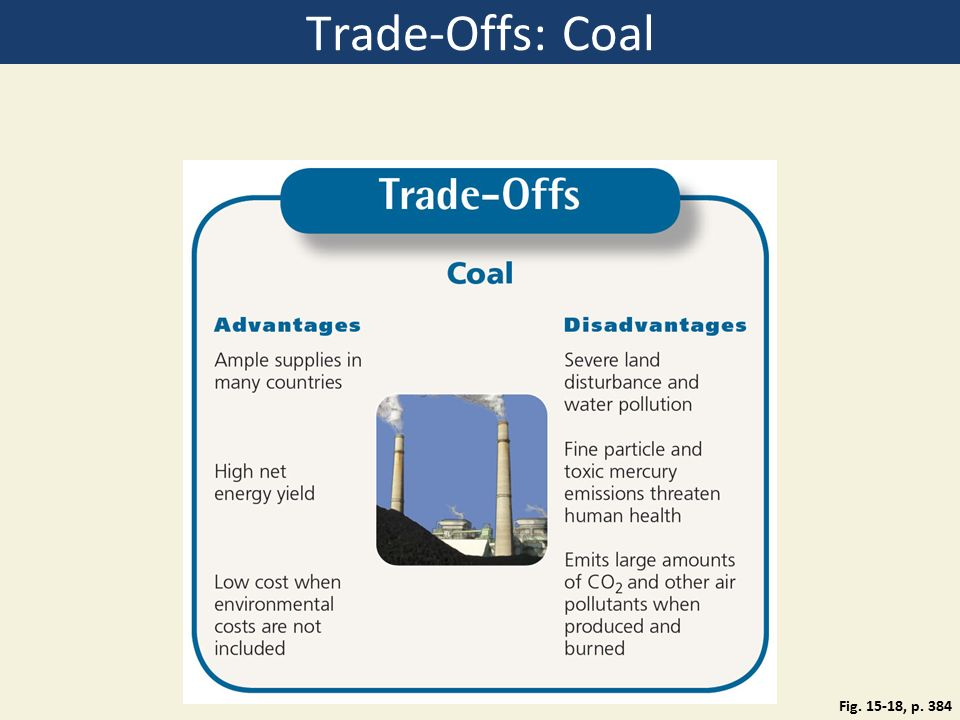 Trade-Offs: Coal
Trade-Offs
Coal
Advantages
Ample supplies in
many countries
High net
energy yield
Low cost when
environmental
costs are not
included
Disadvantages
Severe land
disturbance and
water pollution
Fine particle and
toxic mercury
emissions threaten
human health
Emits large amounts
of CO₂ and other air
pollutants when
produced and
burned
Fig. 15-18, p. 384